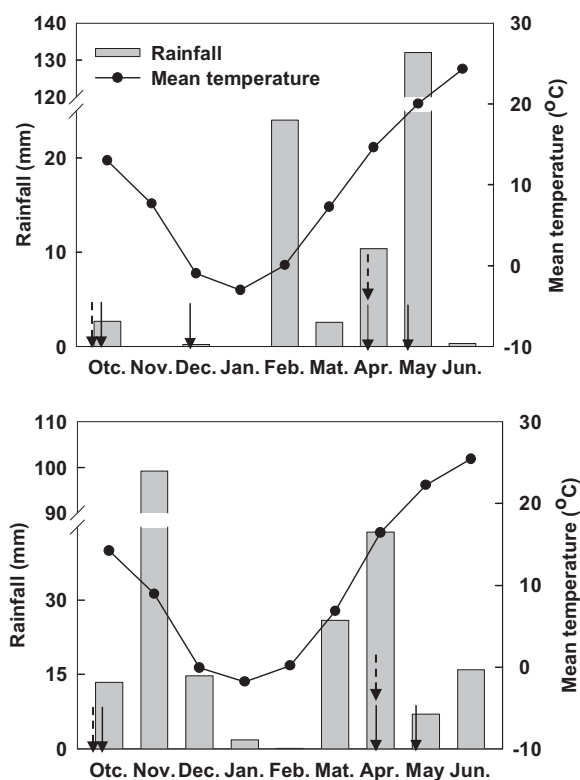 140
130
120
20
10
0
Rainfall (mm)
Rainfall
Mean temperature
30
20
10
0
-10
Mean temperature (°C)
Otc. Nov. Dec. Jan. Feb. Mat. Apr. May Jun.
110
100
90
30
15
0
Rainfall (mm)
30
20
10
0
-10
Mean temperature (°C)
Otc. Nov. Dec. Jan. Feb. Mat. Apr. May Jun.